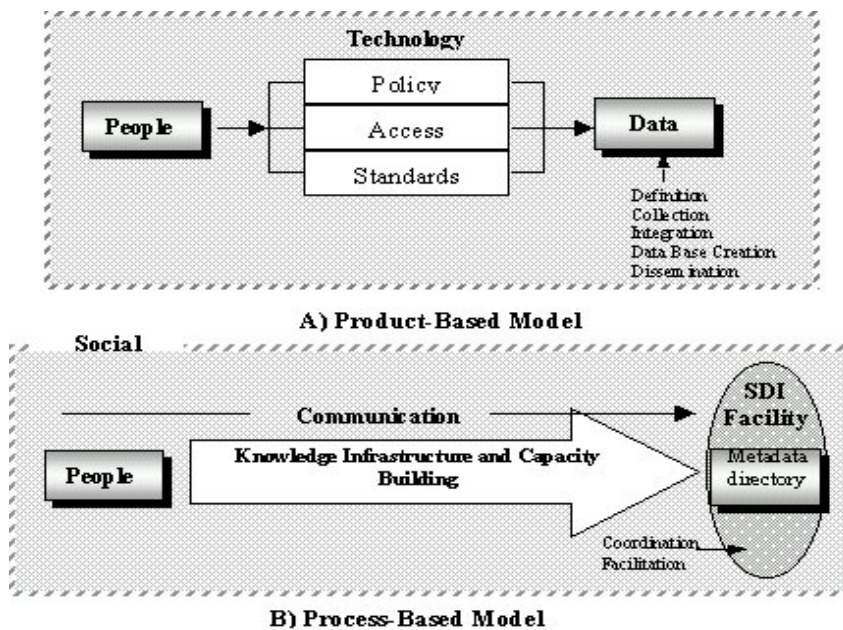 Technology
People
Policy
Access
Standards
Data
Definition
Collection
Integration
Data Base Creation
Dissemination
A) Product-Based Model
Social
Communication
People
Knowledge Infrastructure and Capacity
Building
SDI
Facility
Metadata
directory
Coordination
Facilitation
B) Process-Based Model